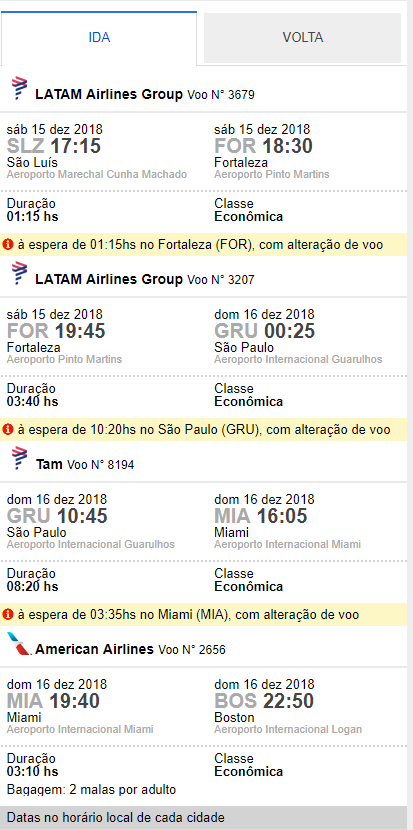 IDA VOLTA
LATAM Airlines Group Voo N° 3679
sáb 15 dez 2018 sáb 15 dez 2018
SLZ 17:15 FOR 18:30
São Luís Fortaleza
Aeroporto Marechal Cunha Machado Aeroporto Pinto Martins
Duração Classe
01:15 hs Econômica
à espera de 01:15hs no Fortaleza (FOR), com alteração de voo
LATAM Airlines Group Voo N° 3207
sáb 15 dez 2018 dom 16 dez 2018
FOR 19:45 GRU 00:25
Fortaleza São Paulo
Aeroporto Pinto Martins Aeroporto Internacional Guarulhos
Duração Classe
03:40 hs Econômica
à espera de 10:20hs no São Paulo (GRU), com alteração de voo
Tam Voo N° 8194
dom 16 dez 2018 dom 16 dez 2018
GRU 10:45 MIA 16:05
São Paulo Miami
Aeroporto Internacional Guarulhos Aeroporto Internacional Miami
Duração Classe
08:20 hs Econômica
à espera de 03:35hs no Miami (MIA), com alteração de voo
American Airlines Voo N° 2656
dom 16 dez 2018 dom 16 dez 2018
MIA 19:40 BOS 22:50
Miami Boston
Aeroporto Internacional Miami Aeroporto Internacional Logan
Duração Classe
03:10 hs Econômica
Bagagem: 2 malas por adulto
Datas no horário local de cada cidade